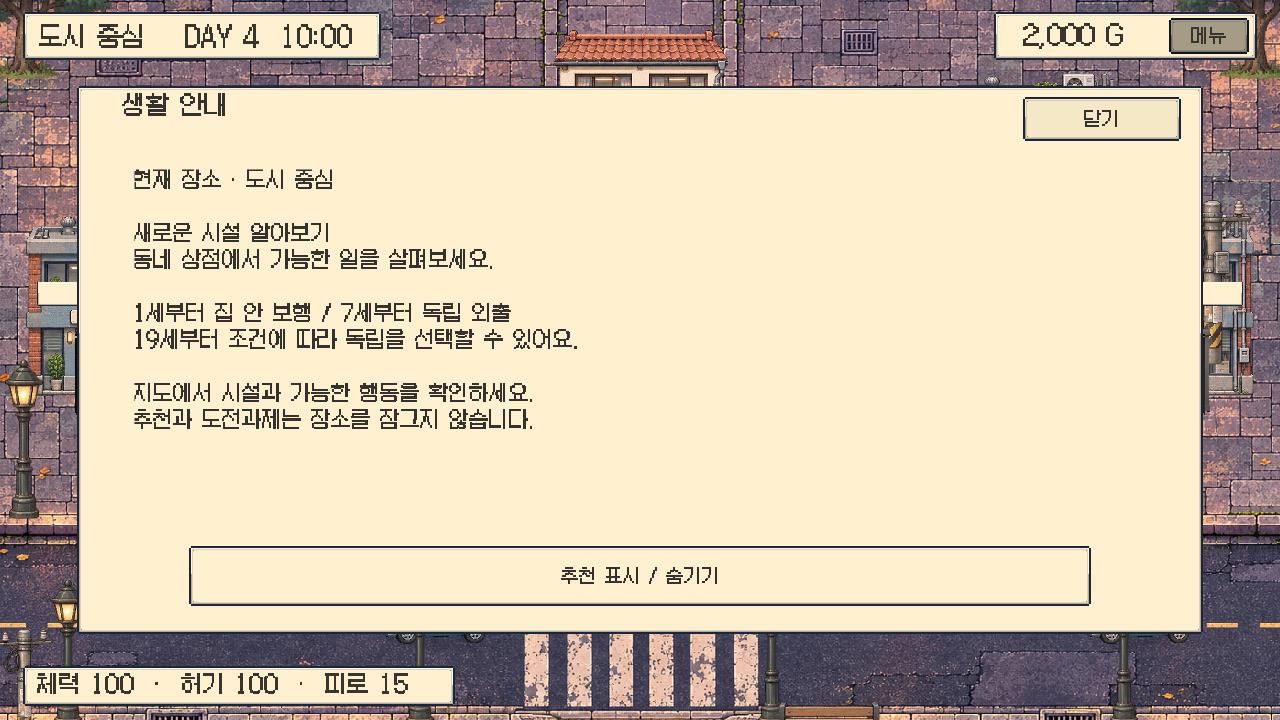 도시 중심 DAY 4 10:00
2,000 G
메뉴
생활 안내
닫기
현재 장소 · 도시 중심
새로운 시설 알아보기
동네 상점에서 가능한 일을 살펴보세요.
1세부터 집 안 보행 / 7세부터 독립 외출
19세부터 조건에 따라 독립을 선택할 수 있어요.
지도에서 시설과 가능한 행동을 확인하세요.
추천과 도전과제는 장소를 잠그지 않습니다.
추천 표시 / 숨기기
체력 100 · 허기 100 · 피로 15